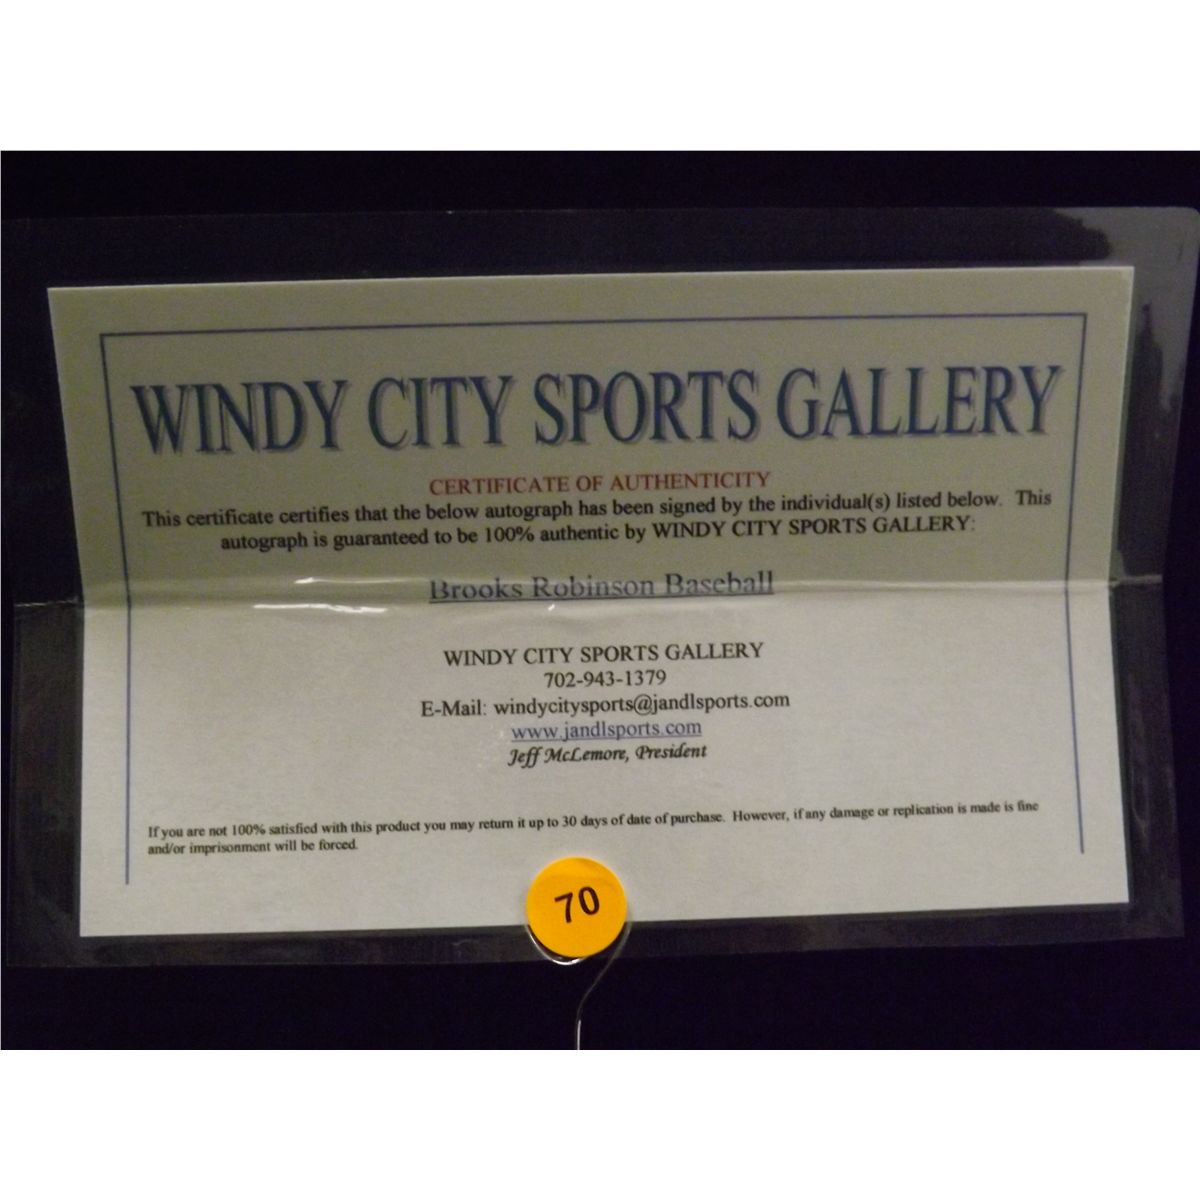 WINDY CITY SPORTS GALLERY
CERTIFICATE OF AUTHENTICITY
This certificate certifies that the below autograph has been signed by the individual(s) listed below. This
autograph is guaranteed to be 100% authentic by WINDY CITY SPORTS GALLERY:
Brooks Robinson Baseball
WINDY CITY SPORTS GALLERY
702-943-1379
E-Mail: windycitysports@jandlsports.com
www.jandlsports.com
Jeff McLemore, President
If you are not 100% satisfied with this product you may return it up to 30 days of date of purchase. However, if any damage or replication is made is fine
and/or imprisonment will be forced.
70